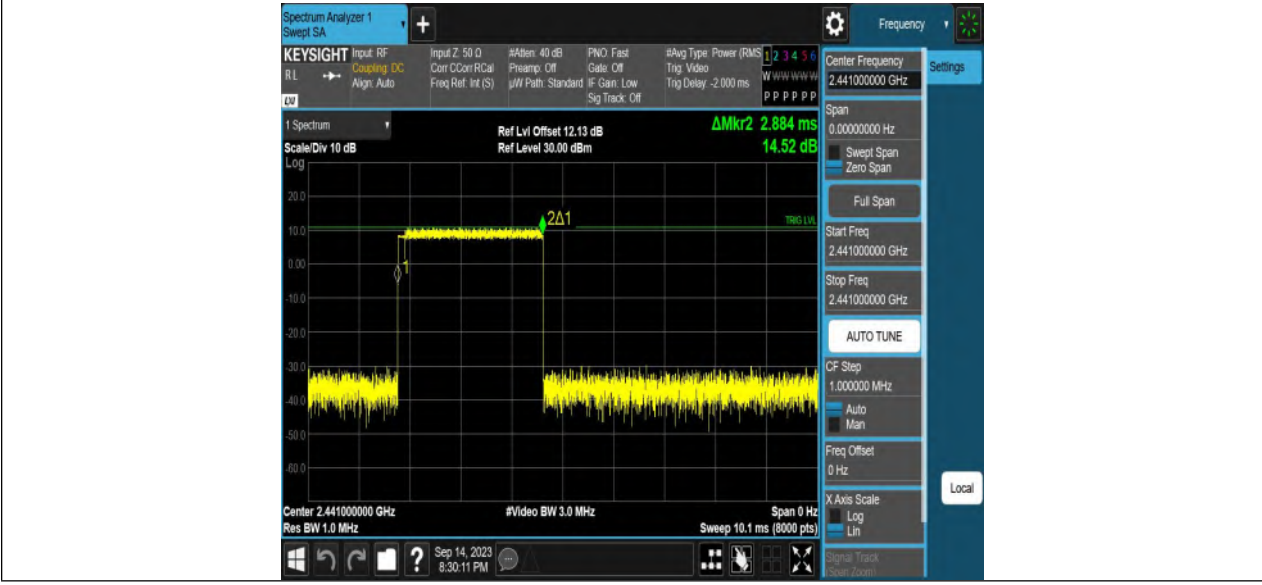 Spectrum Analyzer 1
Swept SA
+
Frequency
KEYSIGHT
Input: RF
Coupling: DC
Align: Auto
Input Z: 50 Ω
Corr CCorr RCal
Freq Ref: Int (S)
#Atten: 40 dB
Preamp: Off
µW Path: Standard
PNO: Fast
Gate: Off
IF Gain: Low
Sig Track: Off
#Avg Type: Power (RMS
Trig: Video
Trig Delay: -2.000 ms
1 2 3 4 5 6
W W W W W W
P P P P P P
RL
LXI
1 Spectrum
Scale/Div 10 dB
Log
Ref Lvl Offset 12.13 dB
Ref Level 30.00 dBm
ΔMkr2 2.884 ms
14.52 dB
20.0
10.0
0.00
-10.0
-20.0
-30.0
-40.0
-50.0
-60.0
2Δ1
1
TRIG LVL
Center 2.441000000 GHz
Res BW 1.0 MHz
#Video BW 3.0 MHz
Span 0 Hz
Sweep 10.1 ms (8000 pts)
?
Sep 14, 2023
8:30:11 PM
Center Frequency
2.441000000 GHz
Settings
Span
0.00000000 Hz
Swept Span
Zero Span
Full Span
Start Freq
2.441000000 GHz
Stop Freq
2.441000000 GHz
AUTO TUNE
CF Step
1.000000 MHz
Auto
Man
Freq Offset
0 Hz
X Axis Scale
Log
Lin
Signal Track
(Span Zoom)
Local